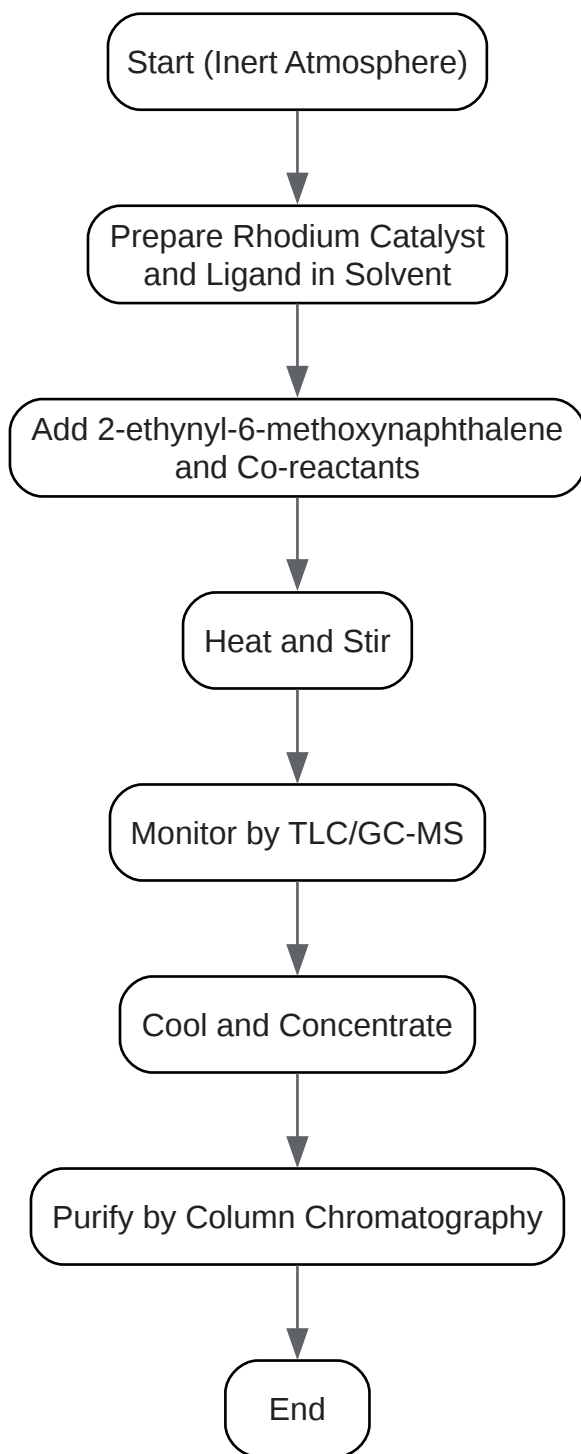 Start (Inert Atmosphere)
Prepare Rhodium Catalyst
and Ligand in Solvent
Add 2-ethynyl-6-methoxynaphthalene
and Co-reactants
Heat and Stir
Monitor by TLC/GC-MS
Cool and Concentrate
Purify by Column Chromatography
End